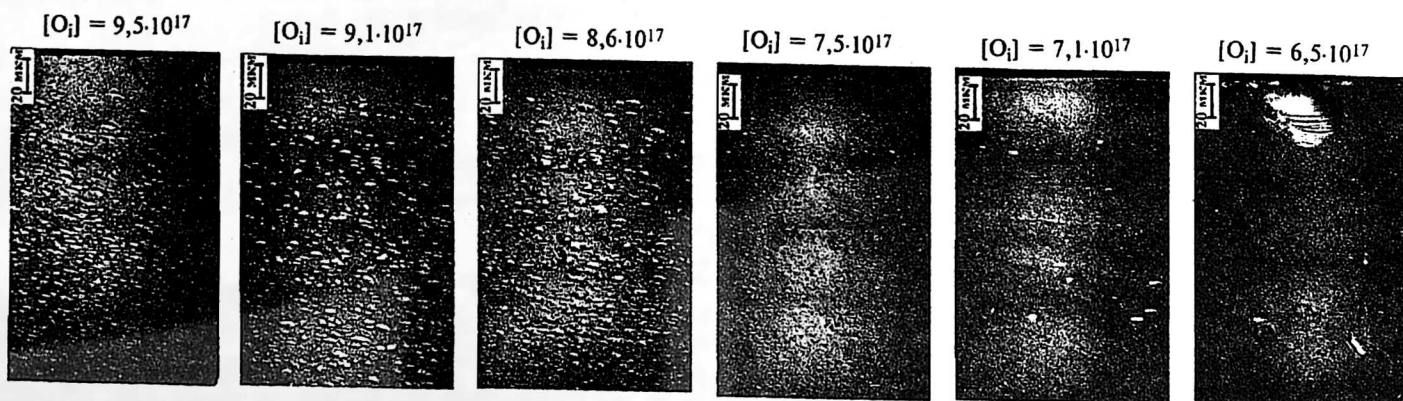 [Oᵢ] = 9,5·10¹⁷
[Oᵢ] = 9,1·10¹⁷
[Oᵢ] = 8,6·10¹⁷
[Oᵢ] = 7,5·10¹⁷
[Oᵢ] = 7,1·10¹⁷
[Oᵢ] = 6,5·10¹⁷
20 мкм
20 мкм
20 мкм
20 мкм
20 мкм
20 мкм